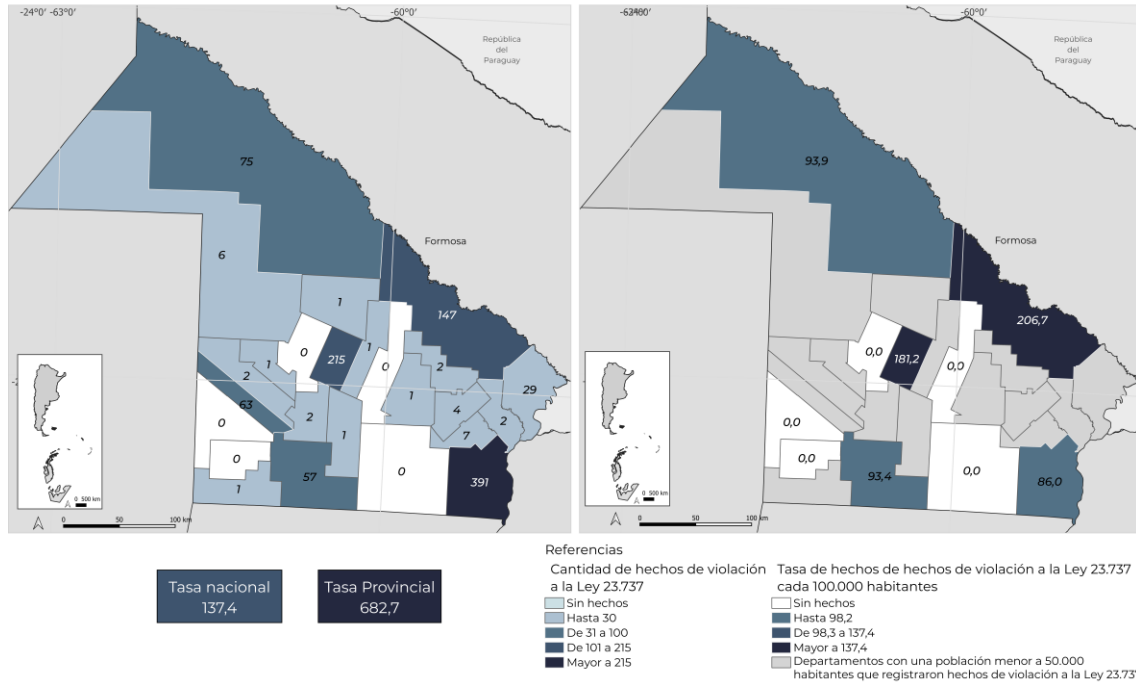 -24°0' -63°0'
-60°0'
República
del
Paraguay
75
Formosa
6
1
147
0
215
1
0
2
1
2
29
63
1
4
2
0
2
7
1
0
0
391
57
1
0 500 km
0 50 100 km
-60°0'
República
del
Paraguay
93,9
Formosa
206,7
0,0
181,2
0,0
0,0
0,0
93,4
0,0
86,0
0 500 km
0 50 100 km
Tasa nacional
137,4
Tasa Provincial
682,7
Referencias
Cantidad de hechos de violación
a la Ley 23.737
Sin hechos
Hasta 30
De 31 a 100
De 101 a 215
Mayor a 215
Tasa de hechos de hechos de violación a la Ley 23.737
cada 100.000 habitantes
Sin hechos
Hasta 98,2
De 98,3 a 137,4
Mayor a 137,4
Departamentos con una población menor a 50.000
habitantes que registraron hechos de violación a la Ley 23.73